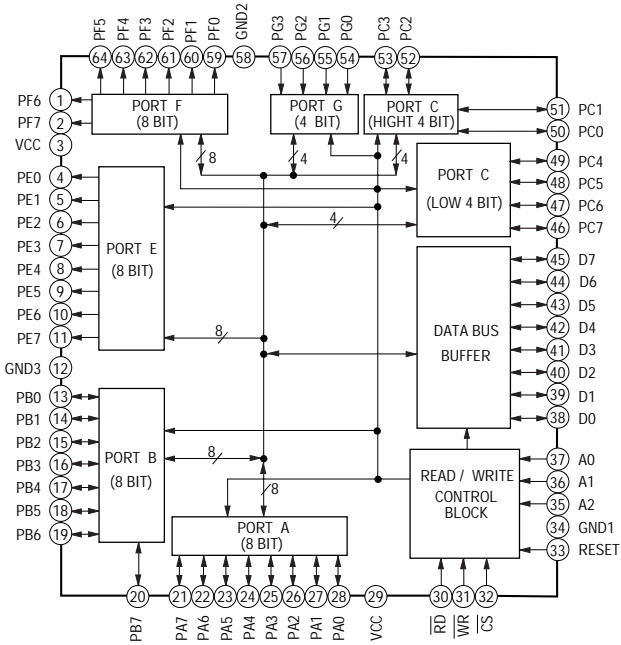 PF5 PF4 PF3 PF2 PF1 PF0 GND2 PG3 PG2 PG1 PG0 PC3 PC2
64 63 62 61 60 59 58 57 56 55 54 53 52
PF6 1
PF7 2
VCC 3
PE0 4
PE1 5
PE2 6
PE3 7
PE4 8
PE5 9
PE6 10
PE7 11
GND3 12
PB0 13
PB1 14
PB2 15
PB3 16
PB4 17
PB5 18
PB6 19
PORT F
(8 BIT)
PORT G
(4 BIT)
PORT C
(HIGHT 4 BIT)
8
4
4
PORT C
(LOW 4 BIT)
4
PORT E
(8 BIT)
8
DATA BUS
BUFFER
PORT B
(8 BIT)
8
8
READ / WRITE
CONTROL
BLOCK
PORT A
(8 BIT)
51 PC1
50 PC0
49 PC4
48 PC5
47 PC6
46 PC7
45 D7
44 D6
43 D5
42 D4
41 D3
40 D2
39 D1
38 D0
37 A0
36 A1
35 A2
34 GND1
33 RESET
20 21 22 23 24 25 26 27 28 29 30 31 32
PB7 PA7 PA6 PA5 PA4 PA3 PA2 PA1 PA0 VCC RD WR CS